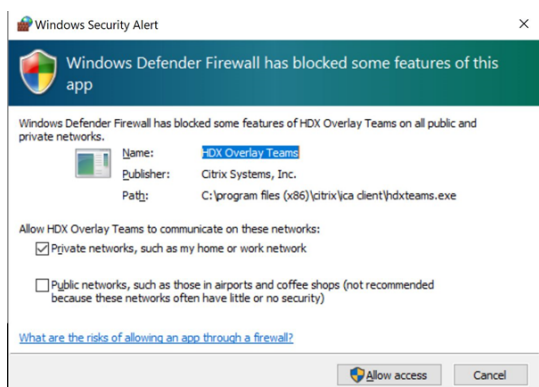 Windows Security Alert
Windows Defender Firewall has blocked some features of this
app
Windows Defender Firewall has blocked some features of HDX Overlay Teams on all public and
private networks.
Name: HDX Overlay Teams
Publisher: Citrix Systems, Inc.
Path: C:\program files (x86)\citrix\ica client\hdxteams.exe
Allow HDX Overlay Teams to communicate on these networks:
Private networks, such as my home or work network
Public networks, such as those in airports and coffee shops (not recommended
because these networks often have little or no security)
What are the risks of allowing an app through a firewall?
Allow access Cancel